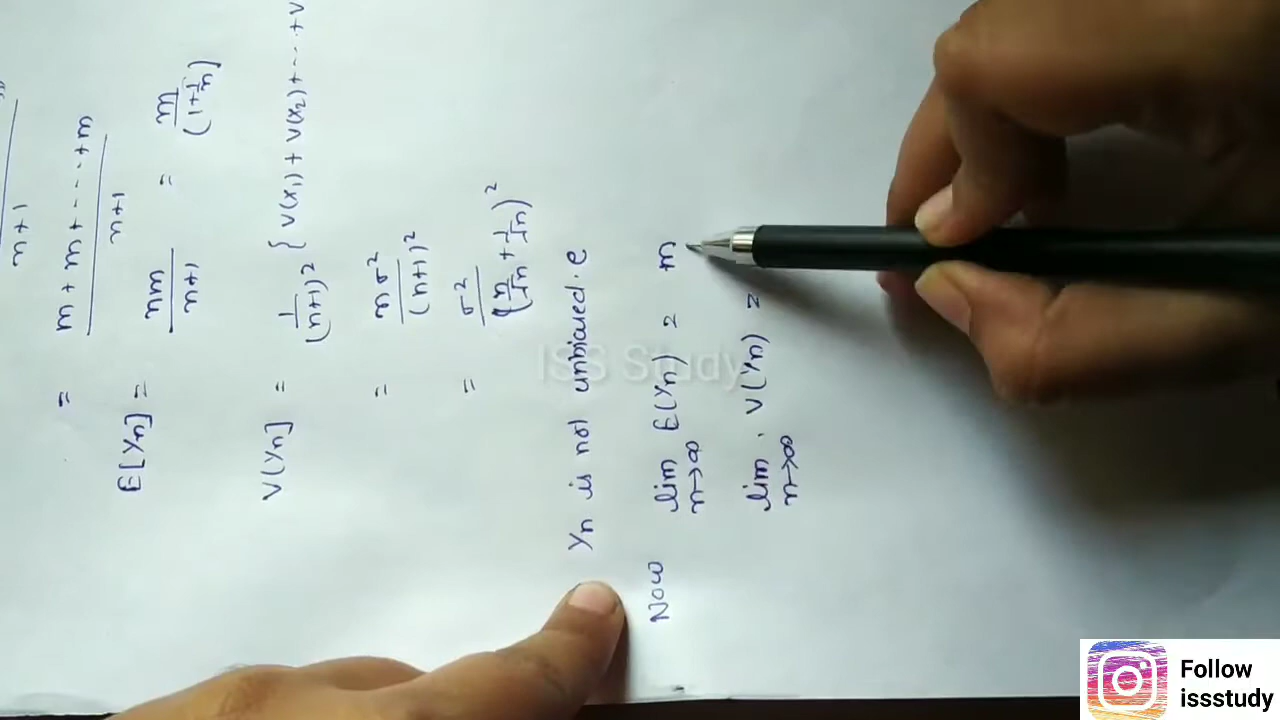 n+1
= m + m + - - - - + m / n+1
E[Yn] = nm / n+1 = m / (1 + 1/n)
V(Yn] = 1/(n+1)² { V(x₁) + V(x₂) + - - - + V
= nσ² / (n+1)²
= σ² / (n/√n + 1/√n)²
Yn is not unbiased. e
Now lim n→∞ E(Yn) = m
lim n→∞ . V(Yn) =
ISS Study
Follow
issstudy